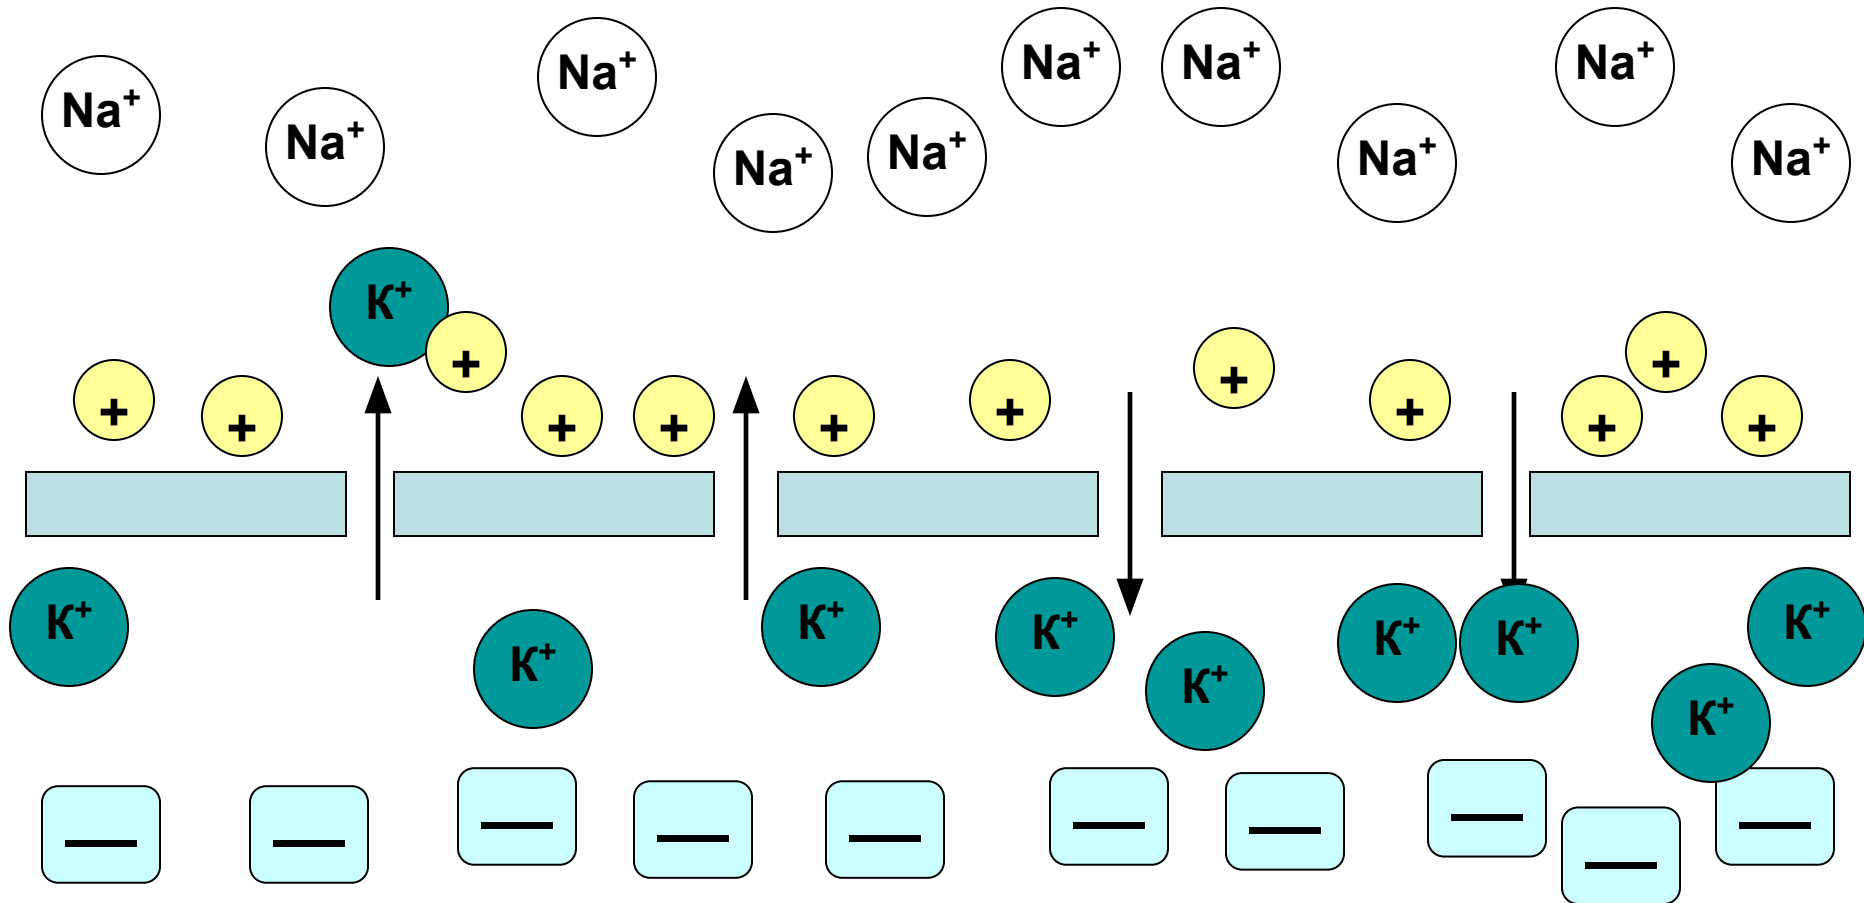 Na⁺ Na⁺ Na⁺ Na⁺ Na⁺ Na⁺ Na⁺ Na⁺ Na⁺ Na⁺
К⁺
+ + + + + + + + + + + +
К⁺ К⁺ К⁺ К⁺ К⁺ К⁺ К⁺ К⁺ К⁺
— — — — — — — — — —